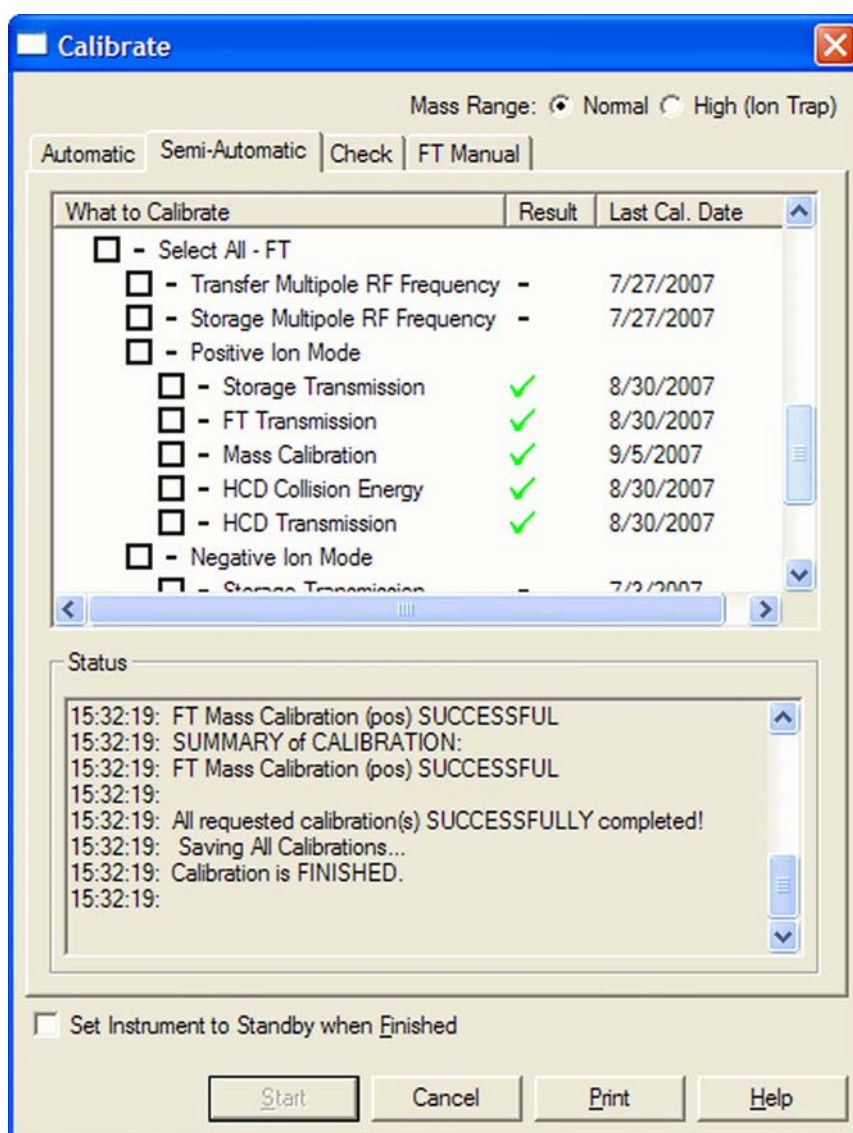 Calibrate
Mass Range: Normal High (Ion Trap)
Automatic Semi-Automatic Check FT Manual
What to Calibrate Result Last Cal. Date
- Select All - FT
- Transfer Multipole RF Frequency - 7/27/2007
- Storage Multipole RF Frequency - 7/27/2007
- Positive Ion Mode
- Storage Transmission ✓ 8/30/2007
- FT Transmission ✓ 8/30/2007
- Mass Calibration ✓ 9/5/2007
- HCD Collision Energy ✓ 8/30/2007
- HCD Transmission ✓ 8/30/2007
- Negative Ion Mode
- Storage Transmission - 7/2/2007
Status
15:32:19: FT Mass Calibration (pos) SUCCESSFUL
15:32:19: SUMMARY of CALIBRATION:
15:32:19: FT Mass Calibration (pos) SUCCESSFUL
15:32:19:
15:32:19: All requested calibration(s) SUCCESSFULLY completed!
15:32:19: Saving All Calibrations...
15:32:19: Calibration is FINISHED.
15:32:19:
Set Instrument to Standby when Finished
Start Cancel Print Help